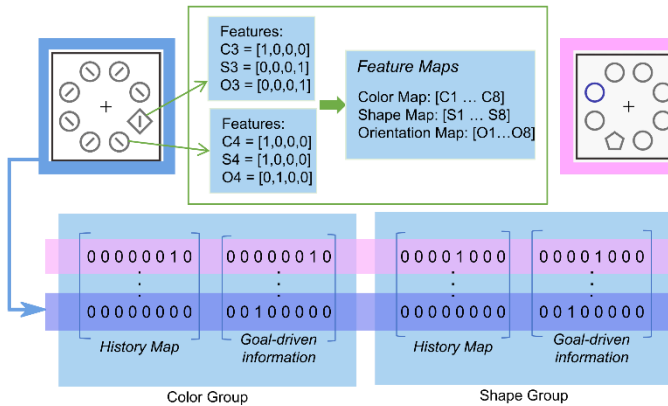 Features:
C3 = [1,0,0,0]
S3 = [0,0,0,1]
O3 = [0,0,0,1]
Features:
C4 = [1,0,0,0]
S4 = [1,0,0,0]
O4 = [0,1,0,0]
Feature Maps
Color Map: [C1 ... C8]
Shape Map: [S1 ... S8]
Orientation Map: [O1...O8]
0 0 0 0 0 0 1 0 0 0 0 0 0 0 1 0 0 0 0 0 1 0 0 0 0 0 0 0 1 0 0 0
0 0 0 0 0 0 0 0 0 0 1 0 0 0 0 0 0 0 0 0 0 0 0 0 0 0 1 0 0 0 0 0
History Map
Goal-driven
information
History Map
Goal-driven
information
Color Group
Shape Group